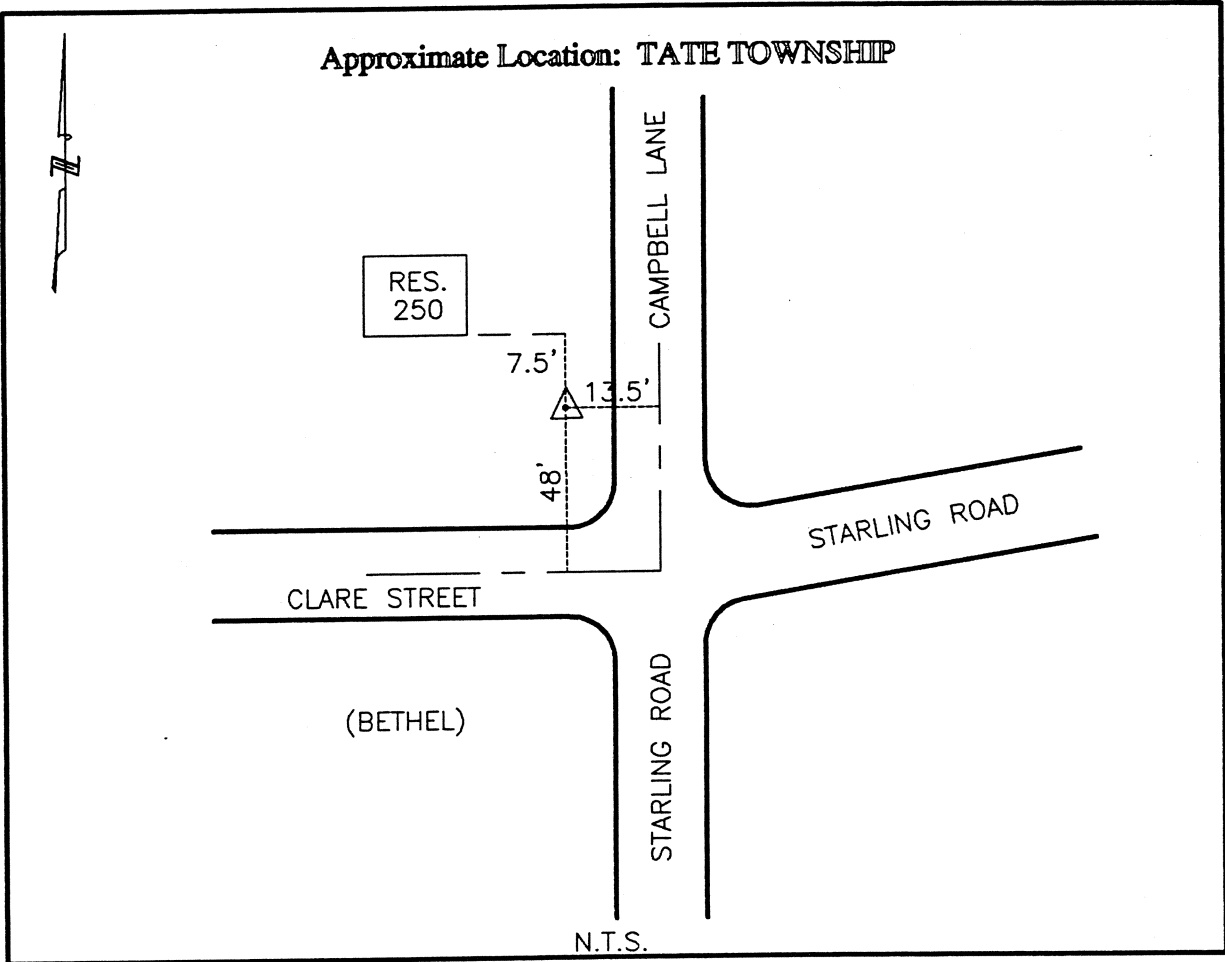 Approximate Location: TATE TOWNSHIP
N
CAMPBELL LANE
RES.
250
7.5'
13.5'
48'
STARLING ROAD
CLARE STREET
(BETHEL)
STARLING ROAD
N.T.S.